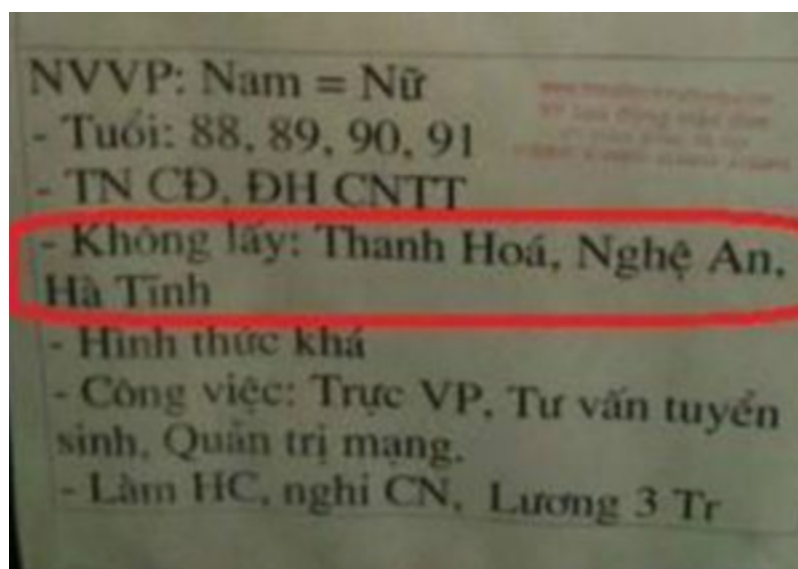 NVVP: Nam = Nữ
- Tuổi: 88, 89, 90, 91
- TN CĐ, ĐH CNTT
- Không lấy: Thanh Hoá, Nghệ An,
Hà Tĩnh
- Hình thức khá
- Công việc: Trực VP, Tư vấn tuyển
sinh, Quản trị mạng.
- Làm HC, nghỉ CN, Lương 3 Tr